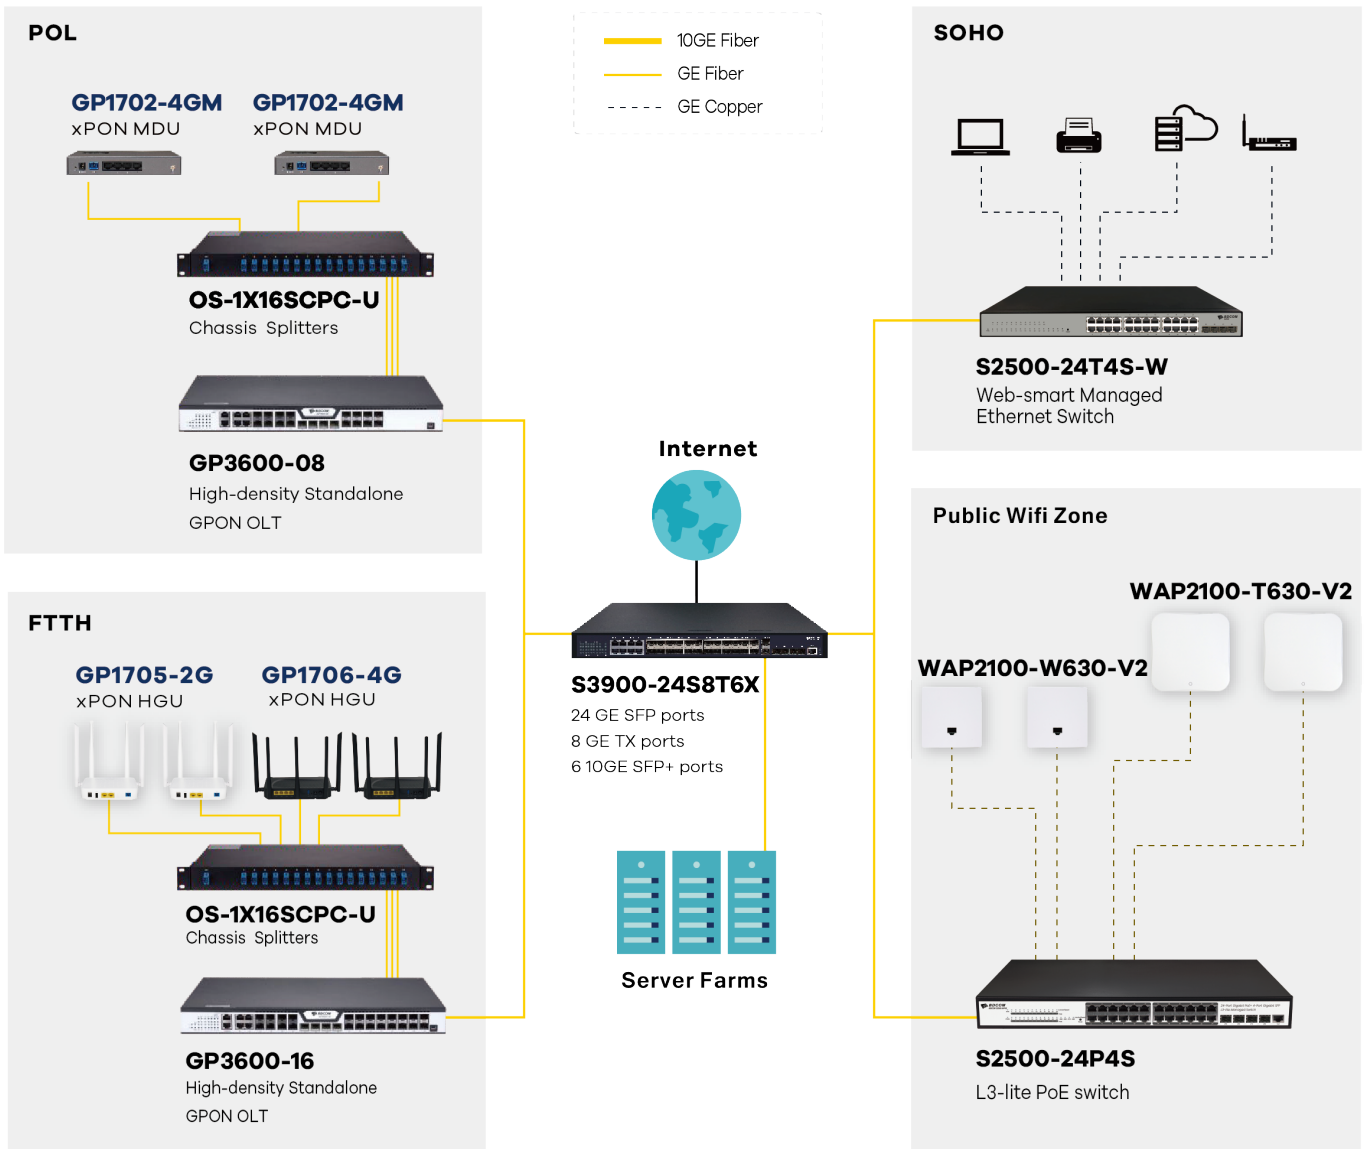 POL
GP1702-4GM
xPON MDU
GP1702-4GM
xPON MDU
OS-1X16SCPC-U
Chassis Splitters
GP3600-08
High-density Standalone
GPON OLT
FTTH
GP1705-2G
xPON HGU
GP1706-4G
xPON HGU
OS-1X16SCPC-U
Chassis Splitters
GP3600-16
High-density Standalone
GPON OLT
10GE Fiber
GE Fiber
GE Copper
Internet
S3900-24S8T6X
24 GE SFP ports
8 GE TX ports
6 10GE SFP+ ports
Server Farms
SOHO
BDCOM
S2500-24T4S-W
Web-smart Managed
Ethernet Switch
Public Wifi Zone
WAP2100-T630-V2
WAP2100-W630-V2
BDCOM
S2500-24P4S
L3-lite PoE switch